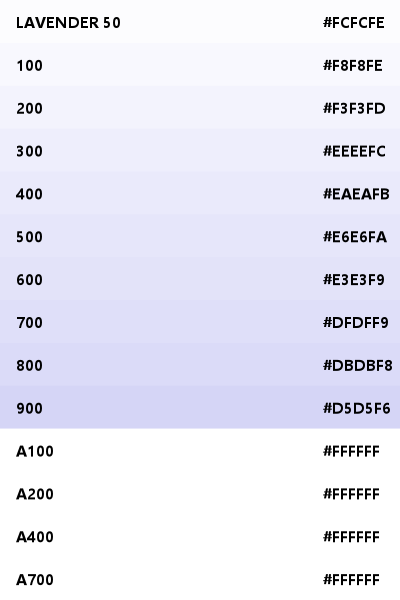 LAVENDER 50 #FCFCFE
100 #F8F8FE
200 #F3F3FD
300 #EEEEFC
400 #EAEAFB
500 #E6E6FA
600 #E3E3F9
700 #DFDFF9
800 #DBDBF8
900 #D5D5F6
A100 #FFFFFF
A200 #FFFFFF
A400 #FFFFFF
A700 #FFFFFF